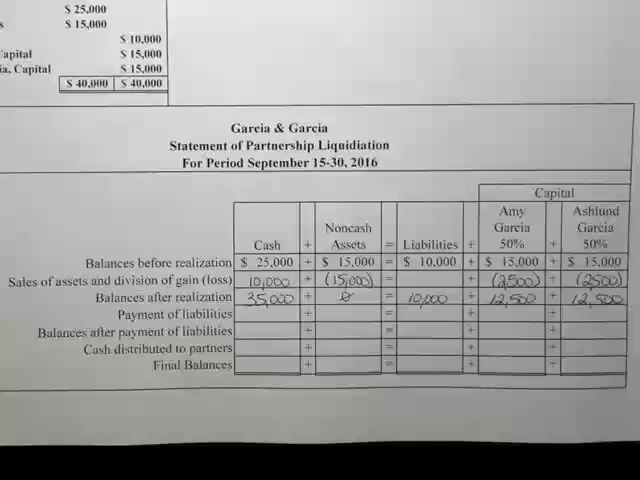 $ 25,000
s $ 15,000
$ 10,000
Capital $ 15,000
ia, Capital $ 15,000
$ 40,000 $ 40,000
Garcia & Garcia
Statement of Partnership Liquidiation
For Period September 15-30, 2016
Capital
Amy Ashlund
Noncash Garcia Garcia
Cash + Assets = Liabilities + 50% + 50%
Balances before realization $ 25,000 + $ 15,000 = $ 10,000 + $ 15,000 + $ 15,000
Sales of assets and division of gain (loss) 10,000 + (15,000) = + (2,500) + (2500)
Balances after realization 35,000 + 0 = 10,000 + 12,500 + 12,500
Payment of liabilities + = + +
Balances after payment of liabilities + = + +
Cash distributed to partners + = + +
Final Balances + = + +